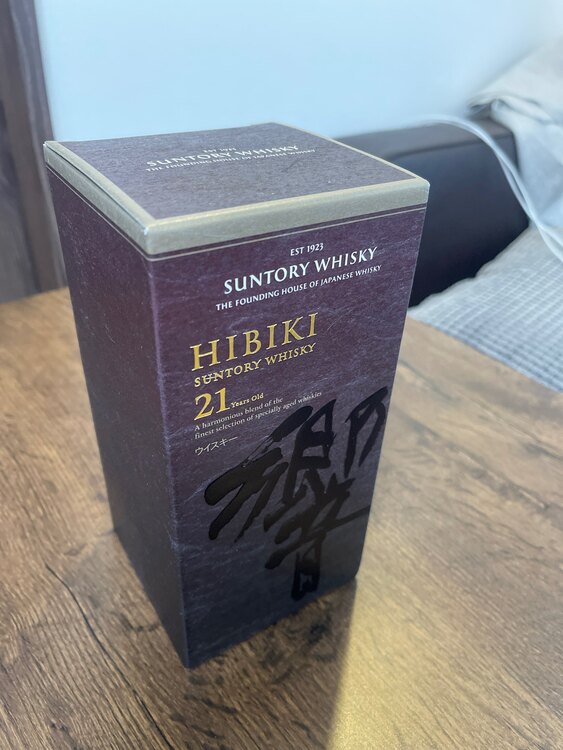 EST 1923
SUNTORY WHISKY
THE FOUNDING HOUSE OF JAPANESE WHISKY
EST 1923
SUNTORY WHISKY
THE FOUNDING HOUSE OF JAPANESE WHISKY
HIBIKI
SUNTORY WHISKY
21 Years Old
A harmonious blend of the
finest selection of specially aged whiskies
ウイスキー
響